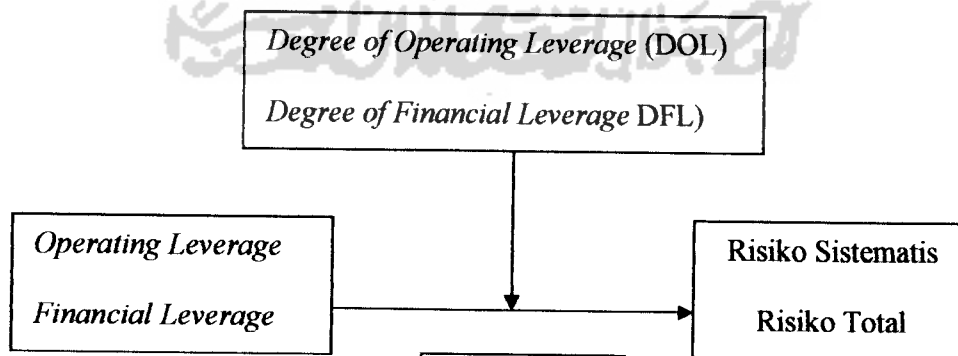 Degree of Operating Leverage (DOL)
Degree of Financial Leverage DFL)
Operating Leverage
Financial Leverage
Risiko Sistematis
Risiko Total